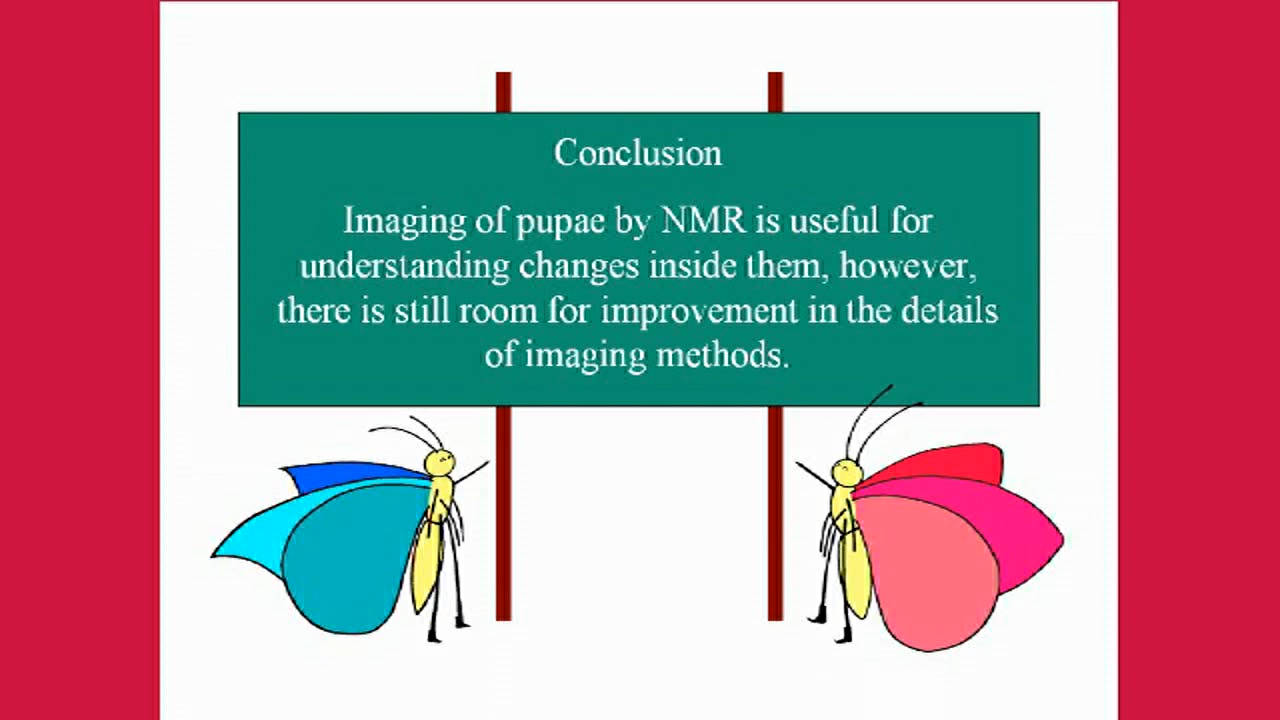 Conclusion
Imaging of pupae by NMR is useful for
understanding changes inside them, however,
there is still room for improvement in the details
of imaging methods.